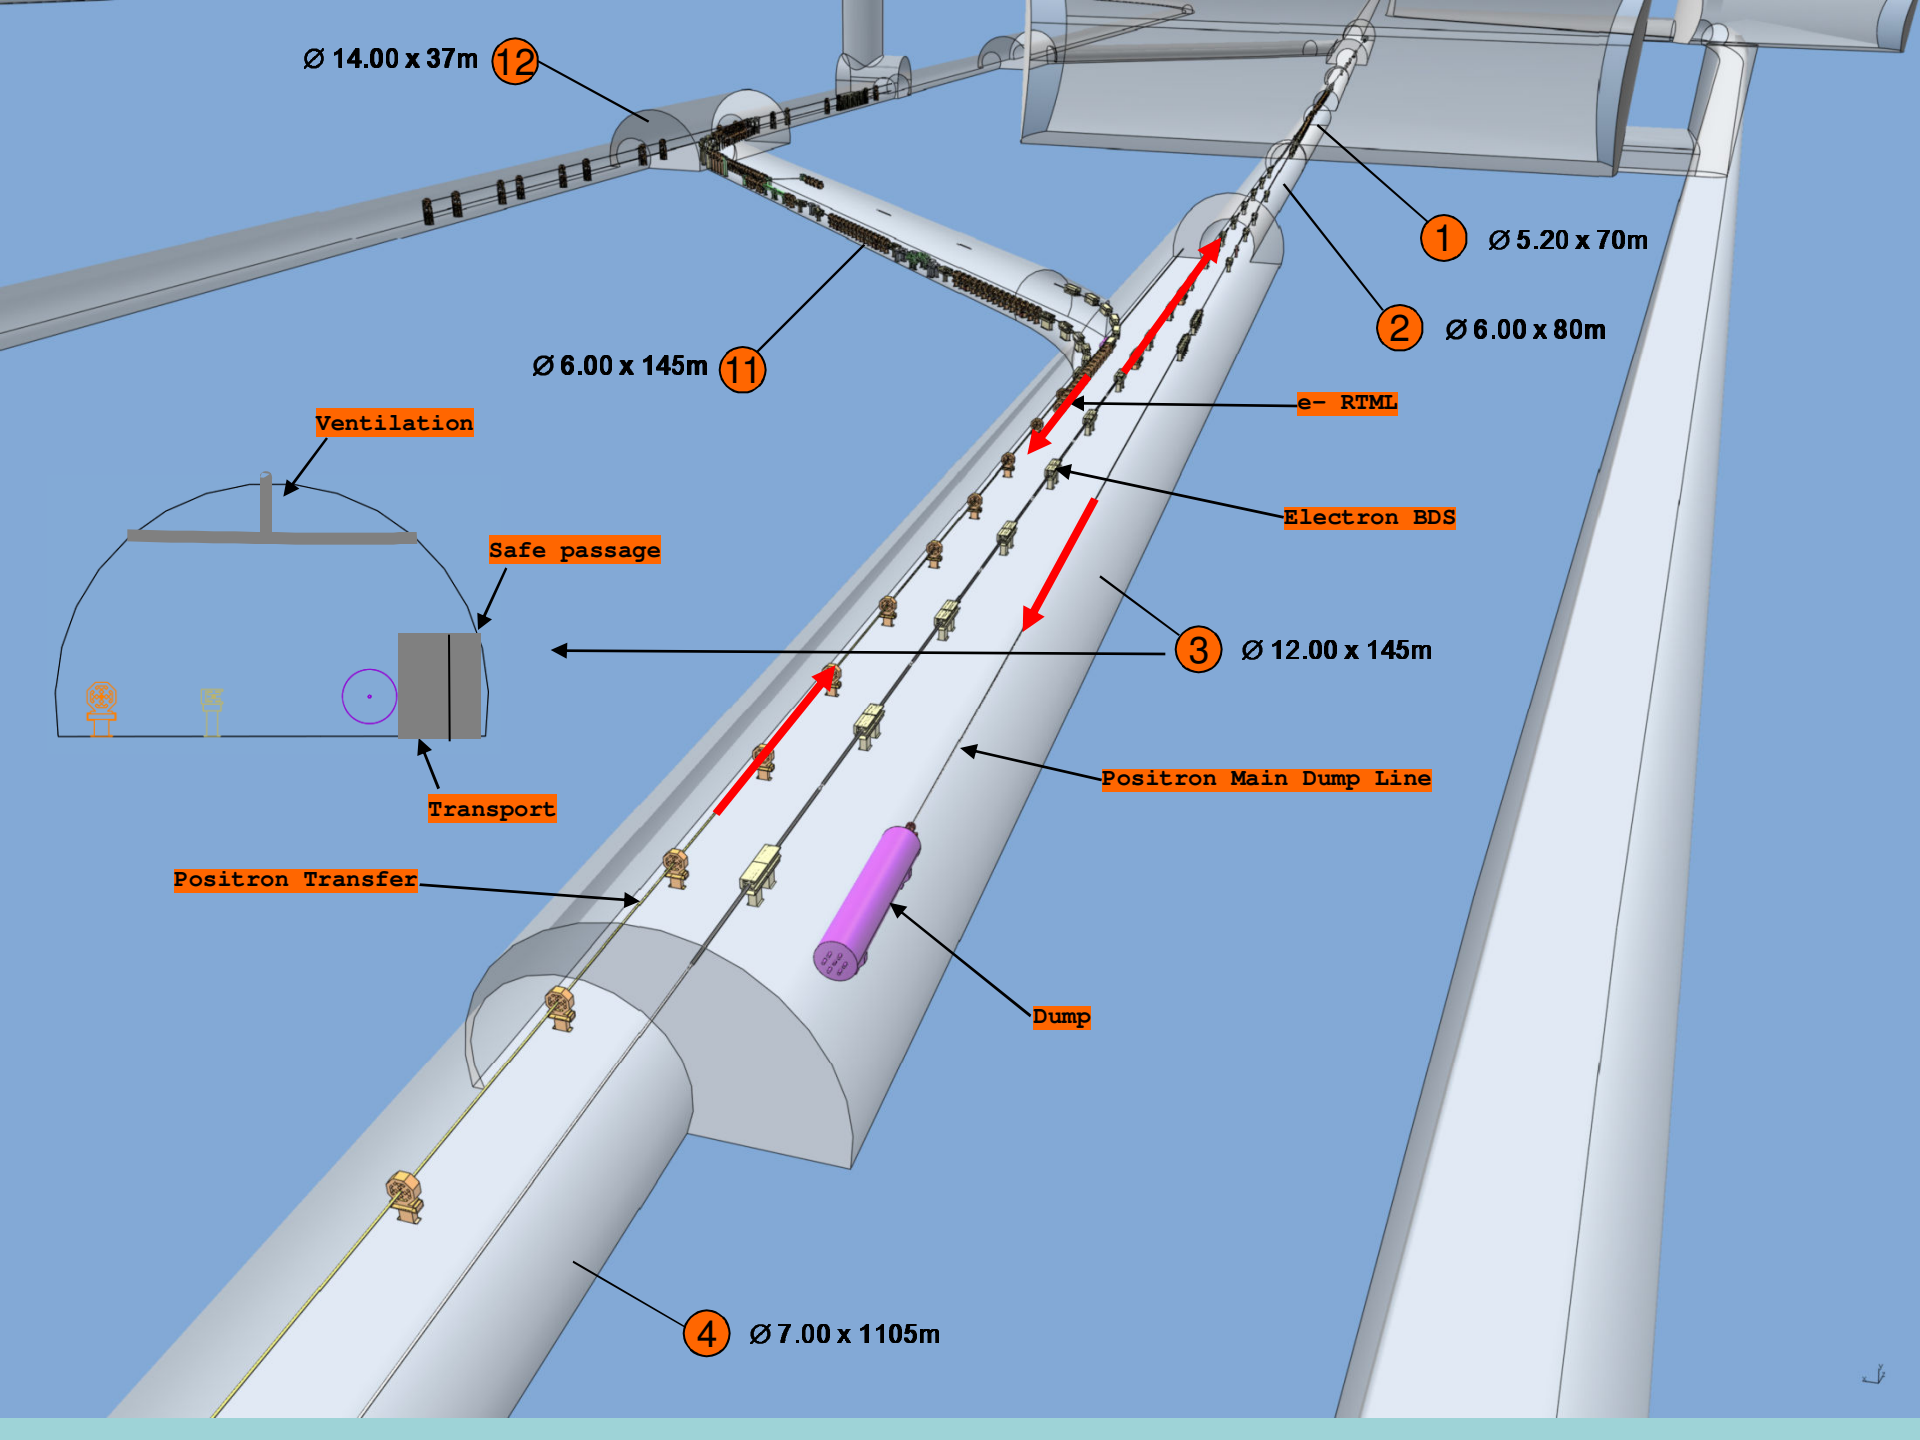 Ø 14.00 x 37m 12
1 Ø 5.20 x 70m
2 Ø 6.00 x 80m
Ø 6.00 x 145m 11
e- RTML
Ventilation
Electron BDS
Safe passage
3 Ø 12.00 x 145m
Positron Main Dump Line
Transport
Positron Transfer
Dump
4 Ø 7.00 x 1105m